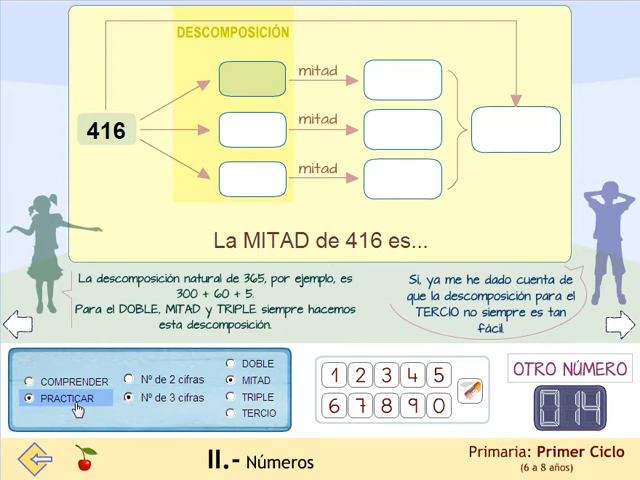 DESCOMPOSICIÓN
mitad
416
mitad
mitad
La MITAD de 416 es...
La descomposición natural de 365, por ejemplo, es
300 + 60 + 5.
Para el DOBLE, MITAD y TRIPLE siempre hacemos
esta descomposición.
Sí, ya me he dado cuenta de
que la descomposición para el
TERCIO no siempre es tan
fácil.
COMPRENDER
PRACTICAR
Nº de 2 cifras
Nº de 3 cifras
DOBLE
MITAD
TRIPLE
TERCIO
1 2 3 4 5
6 7 8 9 0
OTRO NÚMERO
014
II.- Números
Primaria: Primer Ciclo
(6 a 8 años)